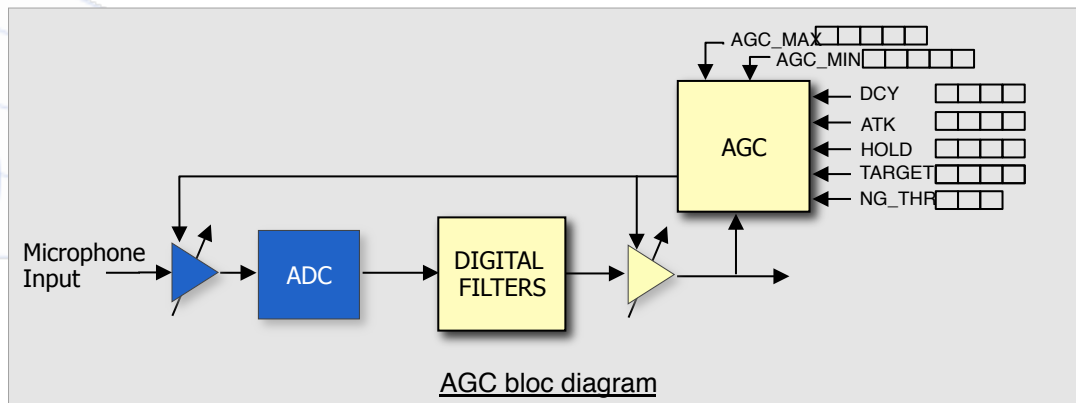 AGC_MAX
AGC_MIN
DCY
ATK
HOLD
TARGET
NG_THR
AGC
Microphone
Input
ADC
DIGITAL
FILTERS
AGC bloc diagram